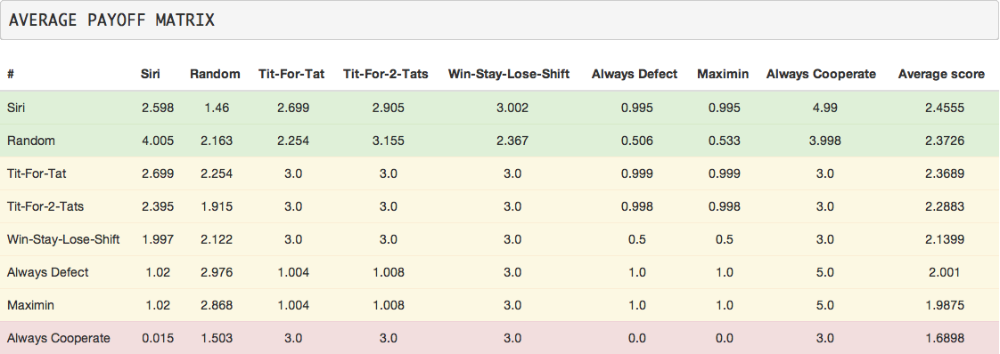 AVERAGE PAYOFF MATRIX
# Siri Random Tit-For-Tat Tit-For-2-Tats Win-Stay-Lose-Shift Always Defect Maximin Always Cooperate Average score
Siri 2.598 1.46 2.699 2.905 3.002 0.995 0.995 4.99 2.4555
Random 4.005 2.163 2.254 3.155 2.367 0.506 0.533 3.998 2.3726
Tit-For-Tat 2.699 2.254 3.0 3.0 3.0 0.999 0.999 3.0 2.3689
Tit-For-2-Tats 2.395 1.915 3.0 3.0 3.0 0.998 0.998 3.0 2.2883
Win-Stay-Lose-Shift 1.997 2.122 3.0 3.0 3.0 0.5 0.5 3.0 2.1399
Always Defect 1.02 2.976 1.004 1.008 3.0 1.0 1.0 5.0 2.001
Maximin 1.02 2.868 1.004 1.008 3.0 1.0 1.0 5.0 1.9875
Always Cooperate 0.015 1.503 3.0 3.0 3.0 0.0 0.0 3.0 1.6898